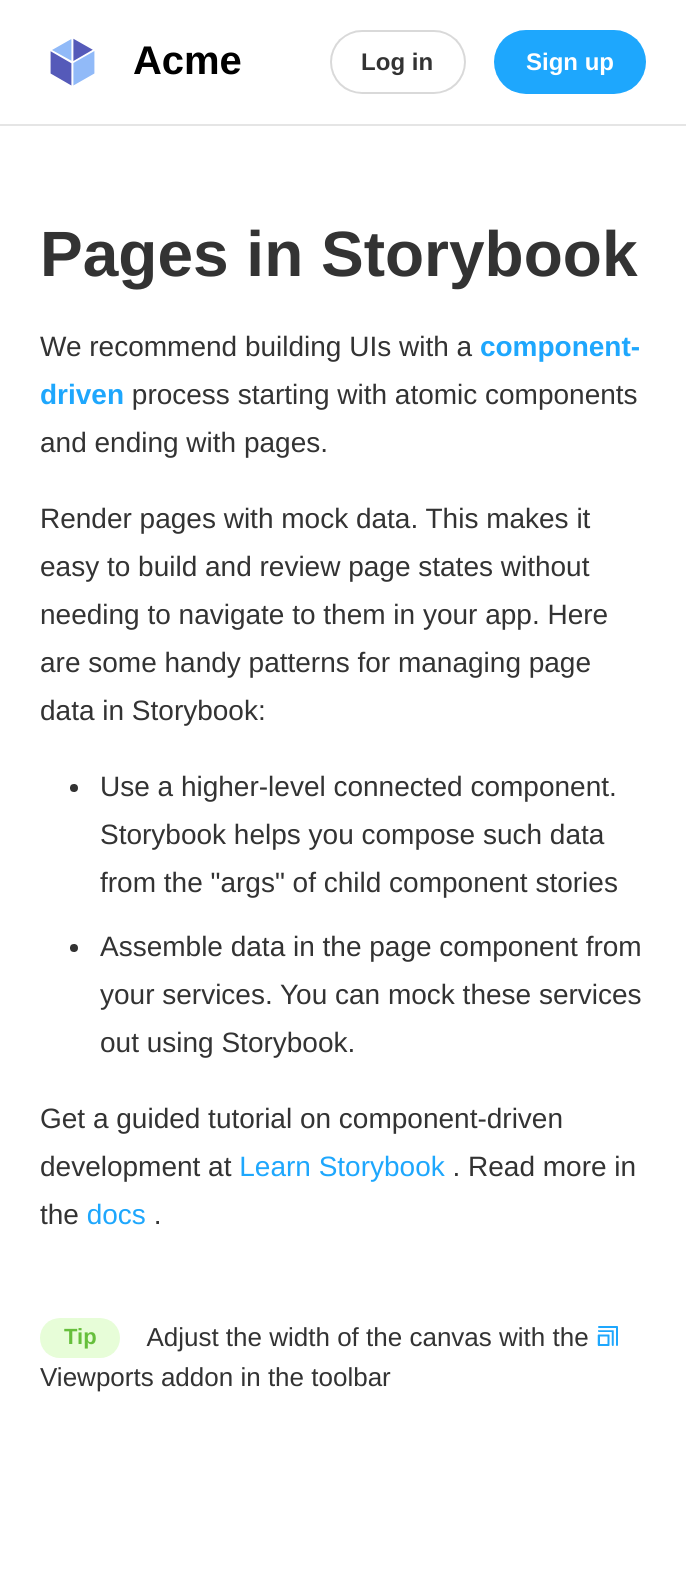 Acme
Log in
Sign up
Pages in Storybook
We recommend building UIs with a component-
driven process starting with atomic components
and ending with pages.
Render pages with mock data. This makes it
easy to build and review page states without
needing to navigate to them in your app. Here
are some handy patterns for managing page
data in Storybook:
• Use a higher-level connected component.
Storybook helps you compose such data
from the "args" of child component stories
• Assemble data in the page component from
your services. You can mock these services
out using Storybook.
Get a guided tutorial on component-driven
development at Learn Storybook . Read more in
the docs .
Tip Adjust the width of the canvas with the
Viewports addon in the toolbar